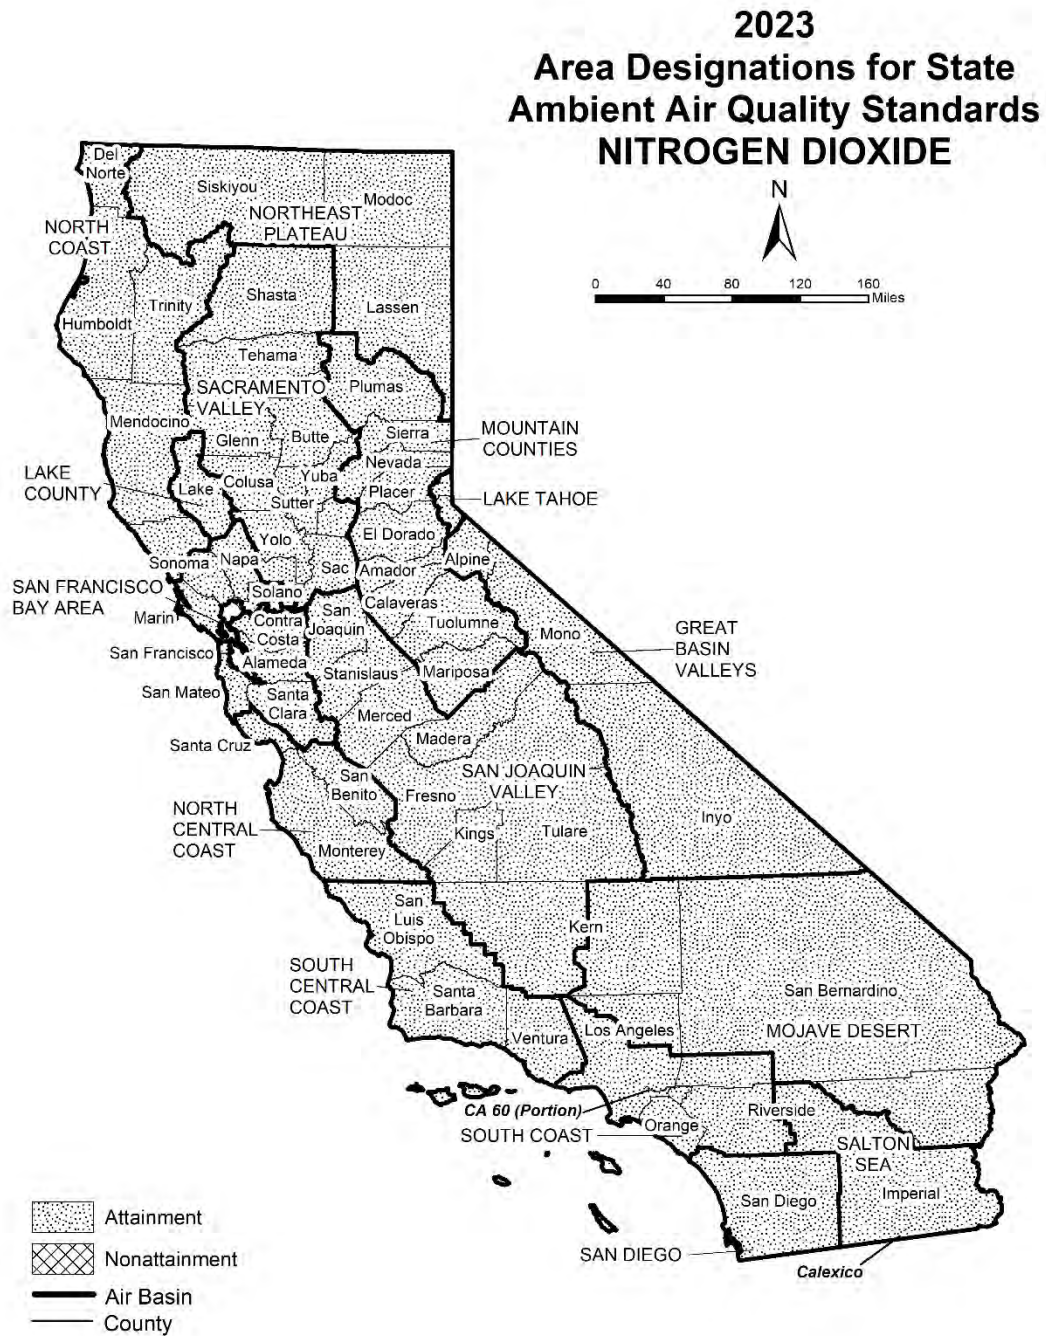 2023
Area Designations for State
Ambient Air Quality Standards
NITROGEN DIOXIDE
N
0 40 80 120 160
Miles
Del
Norte
Siskiyou
Modoc
NORTHEAST
PLATEAU
NORTH
COAST
Shasta
Trinity
Lassen
Humboldt
Tehama
Plumas
SACRAMENTO
VALLEY
Mendocino
Glenn
Butte
Sierra
MOUNTAIN
COUNTIES
Nevada
LAKE
COUNTY
Lake
Colusa
Yuba
Placer
LAKE TAHOE
Sutter
Yolo
El Dorado
Sonoma
Napa
Sac
Amador
Alpine
SAN FRANCISCO
BAY AREA
Solano
Marin
Contra
Costa
San
Joaquin
Calaveras
Tuolumne
Mono
GREAT
BASIN
VALLEYS
San Francisco
Alameda
Stanislaus
Mariposa
San Mateo
Santa
Clara
Merced
Santa Cruz
Madera
San
Benito
SAN JOAQUIN
VALLEY
Fresno
NORTH
CENTRAL
COAST
Monterey
Kings
Tulare
Inyo
San
Luis
Obispo
Kern
SOUTH
CENTRAL
COAST
Santa
Barbara
San Bernardino
Ventura
Los Angeles
MOJAVE DESERT
CA 60 (Portion)
SOUTH COAST
Orange
Riverside
SALTON
SEA
San Diego
Imperial
SAN DIEGO
Calexico
Attainment
Nonattainment
Air Basin
County